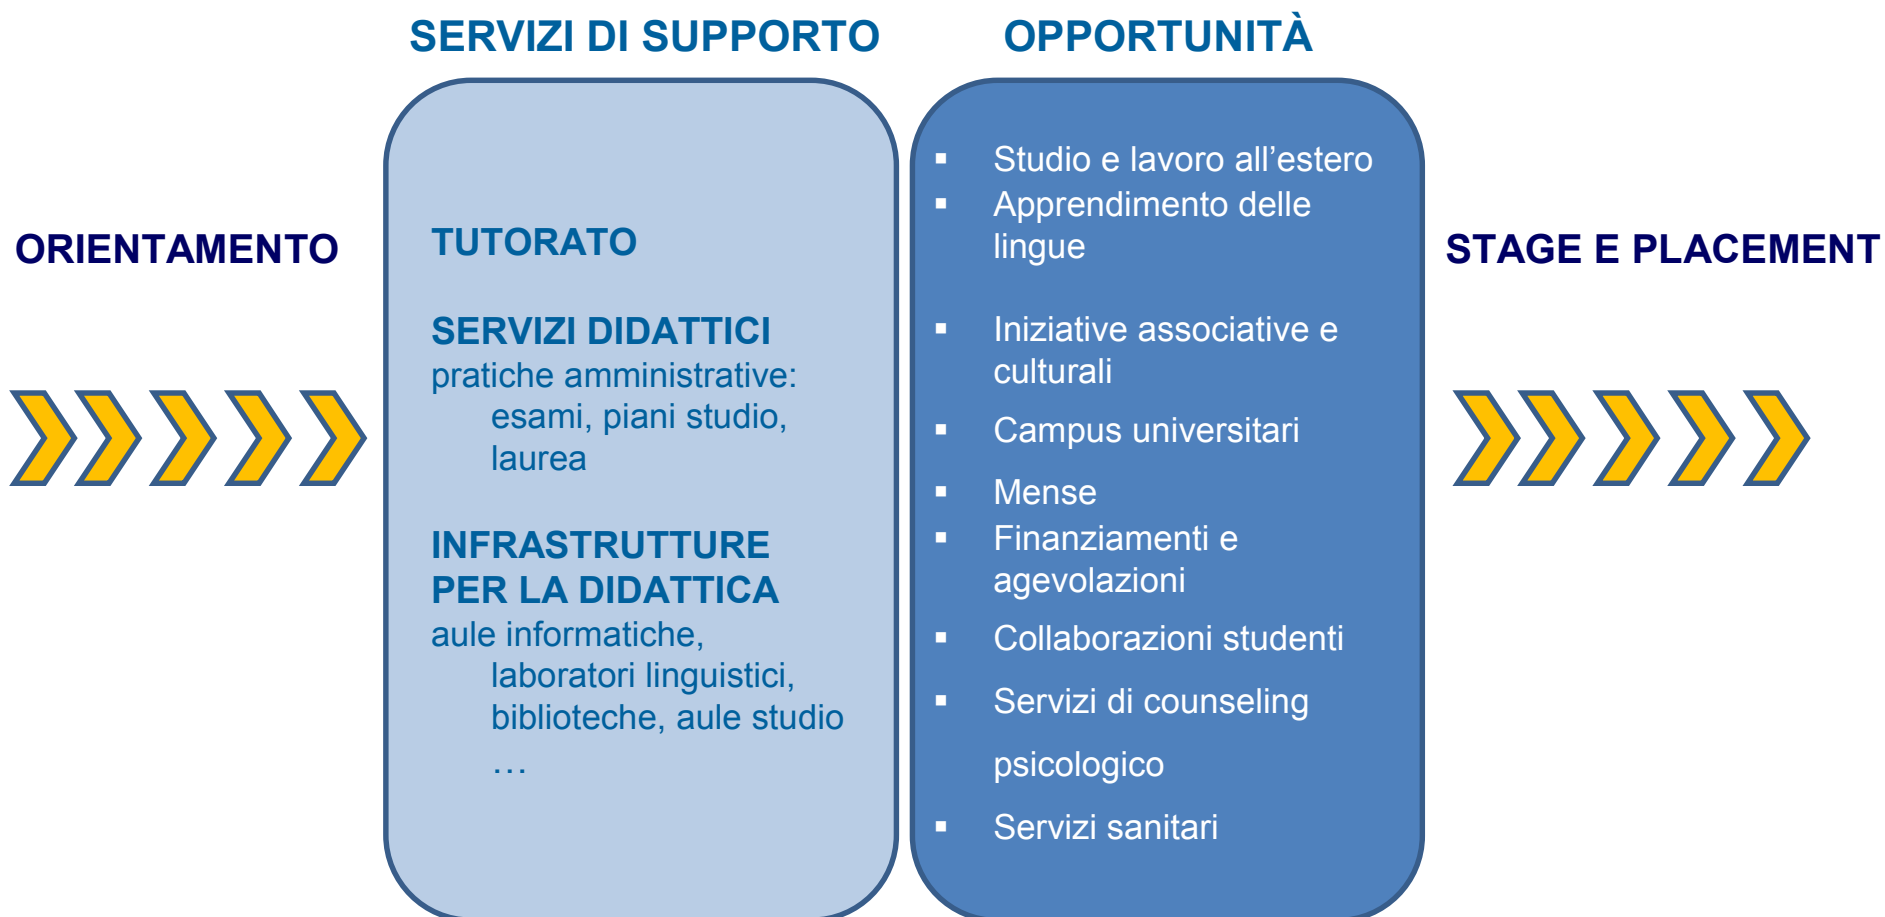 SERVIZI DI SUPPORTO
OPPORTUNITÀ
ORIENTAMENTO
TUTORATO
SERVIZI DIDATTICI
pratiche amministrative:
esami, piani studio,
laurea
INFRASTRUTTURE
PER LA DIDATTICA
aule informatiche,
laboratori linguistici,
biblioteche, aule studio
…
▪ Studio e lavoro all’estero
▪ Apprendimento delle
lingue
▪ Iniziative associative e
culturali
▪ Campus universitari
▪ Mense
▪ Finanziamenti e
agevolazioni
▪ Collaborazioni studenti
▪ Servizi di counseling
psicologico
▪ Servizi sanitari
STAGE E PLACEMENT